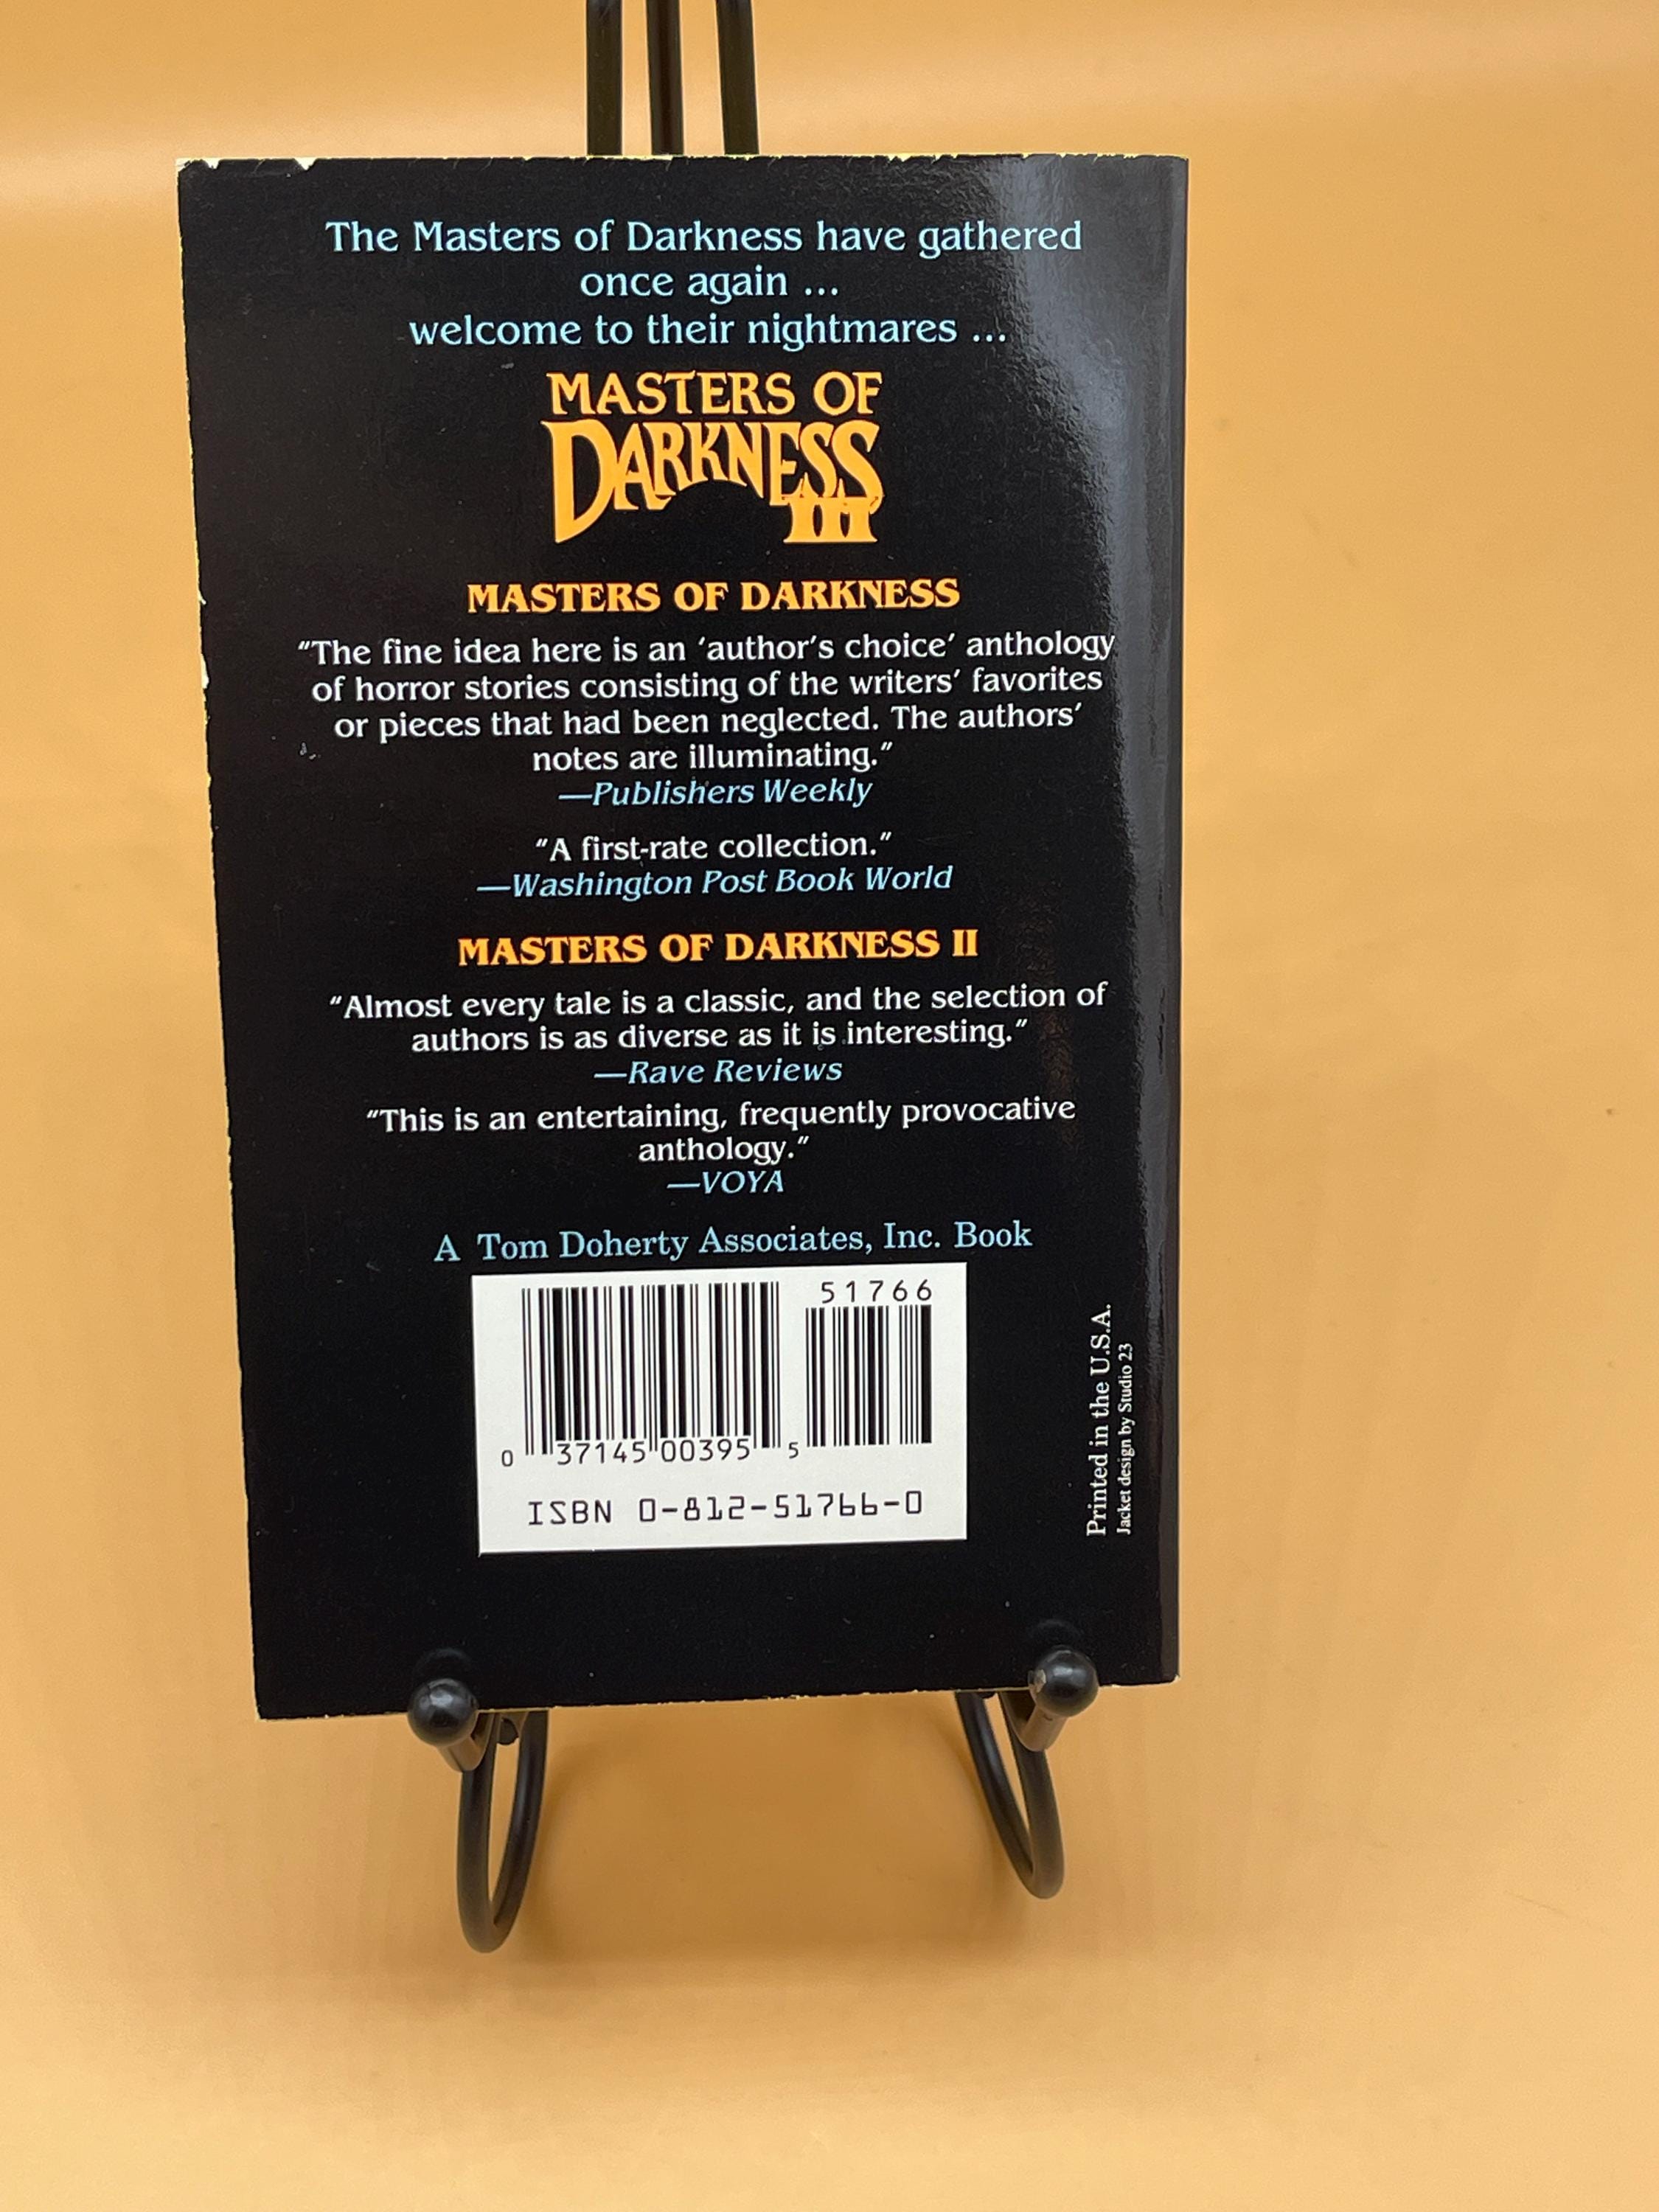 The Masters of Darkness have gathered
once again ...
welcome to their nightmares ...
MASTERS OF
DARKNESS
III
MASTERS OF DARKNESS
"The fine idea here is an 'author's choice' anthology
of horror stories consisting of the writers' favorites
or pieces that had been neglected. The authors'
notes are illuminating."
—Publishers Weekly
"A first-rate collection."
—Washington Post Book World
MASTERS OF DARKNESS II
"Almost every tale is a classic, and the selection of
authors is as diverse as it is interesting."
—Rave Reviews
"This is an entertaining, frequently provocative
anthology."
—VOYA
A Tom Doherty Associates, Inc. Book
51766
0 37145 00395 5
ISBN 0-812-51766-0
Printed in the U.S.A.
Jacket design by Studio 23